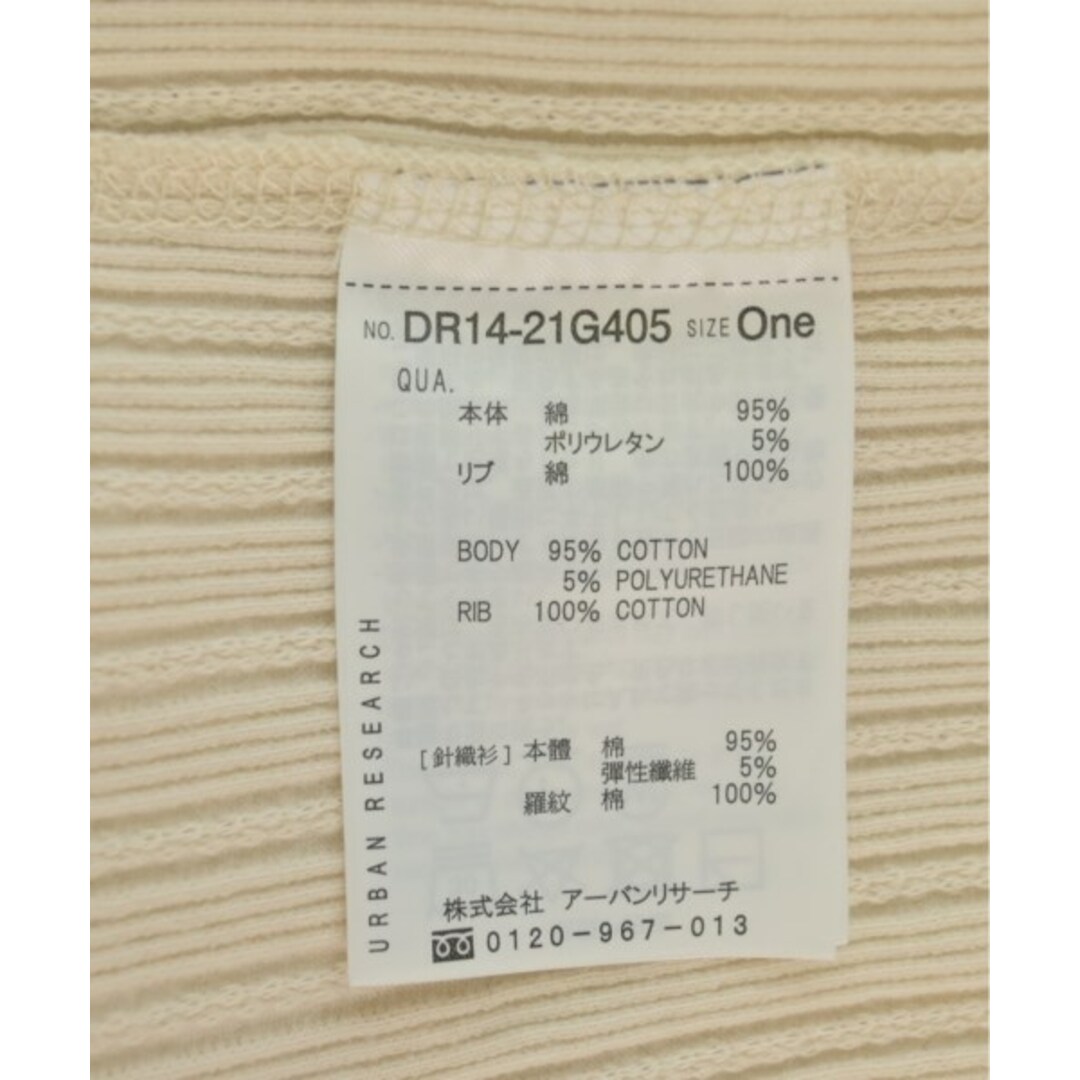 NO. DR14-21G405 SIZE One
QUA.
本体 綿 95%
ポリウレタン 5%
リブ 綿 100%
BODY 95% COTTON
5% POLYURETHANE
RIB 100% COTTON
[針織衫] 本體 棉 95%
彈性纖維 5%
羅紋 棉 100%
URBAN RESEARCH
株式会社 アーバンリサーチ
0120-967-013